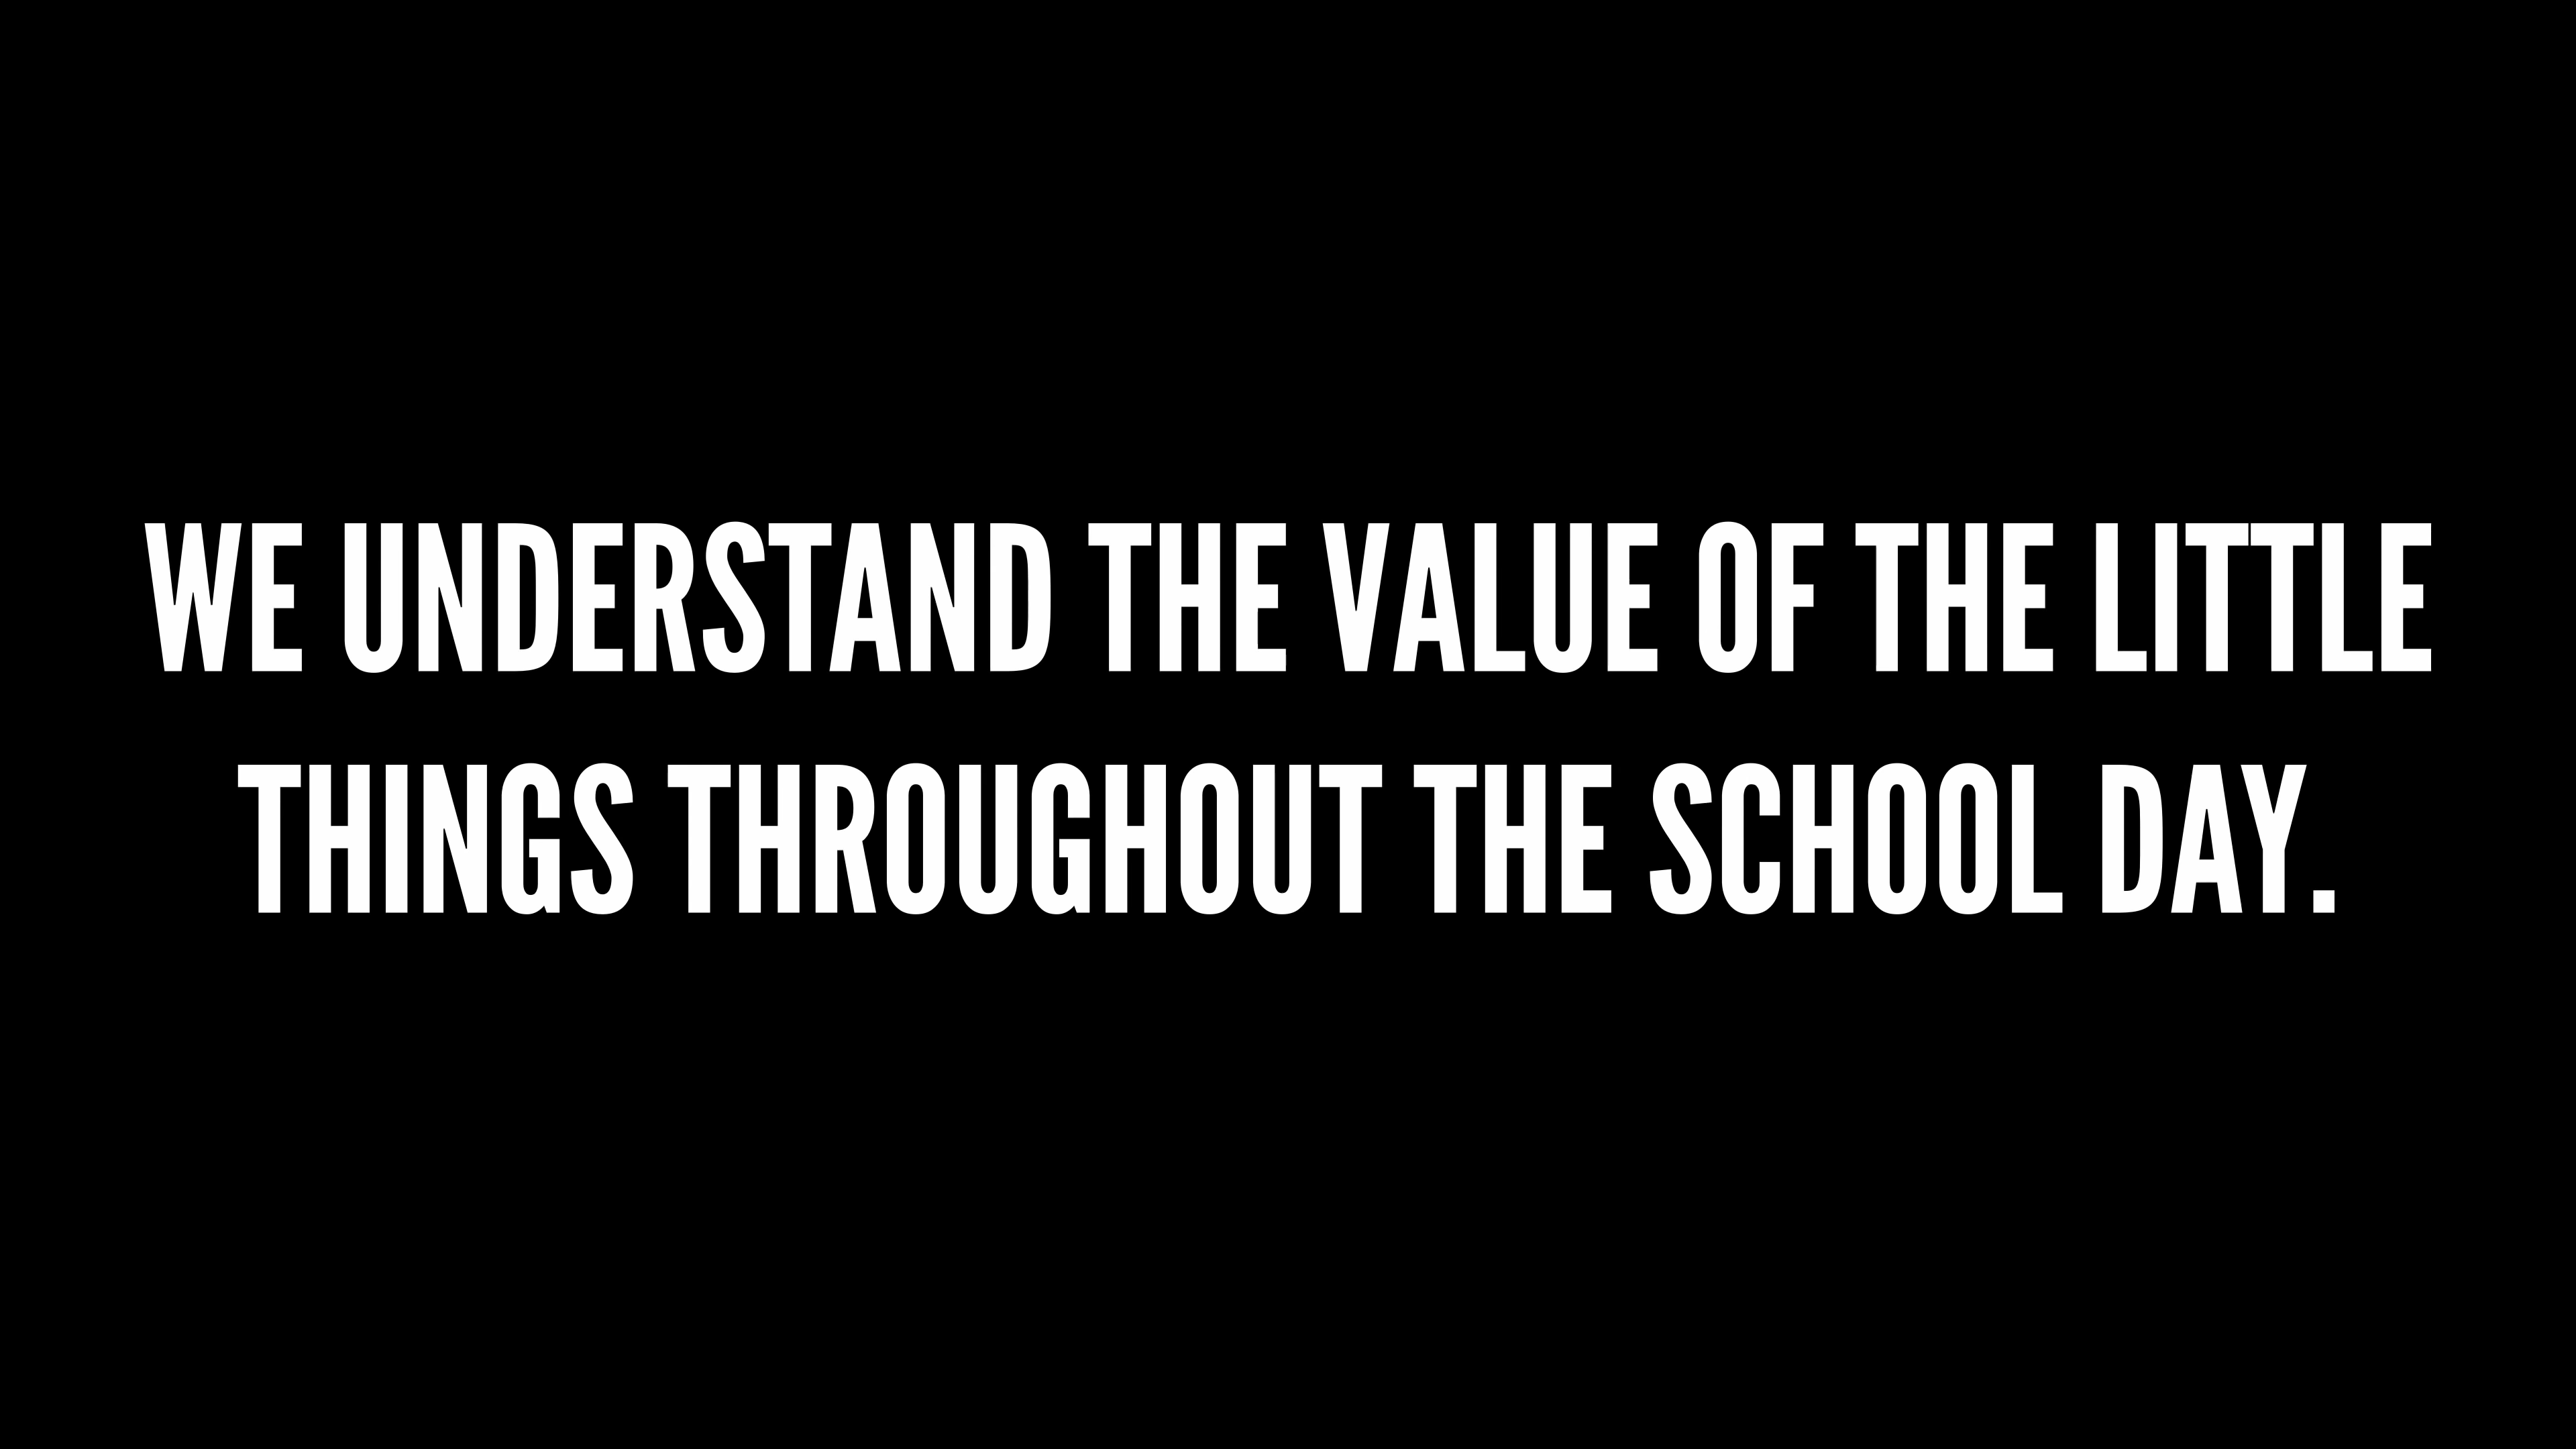 WE UNDERSTAND THE VALUE OF THE LITTLE
THINGS THROUGHOUT THE SCHOOL DAY.